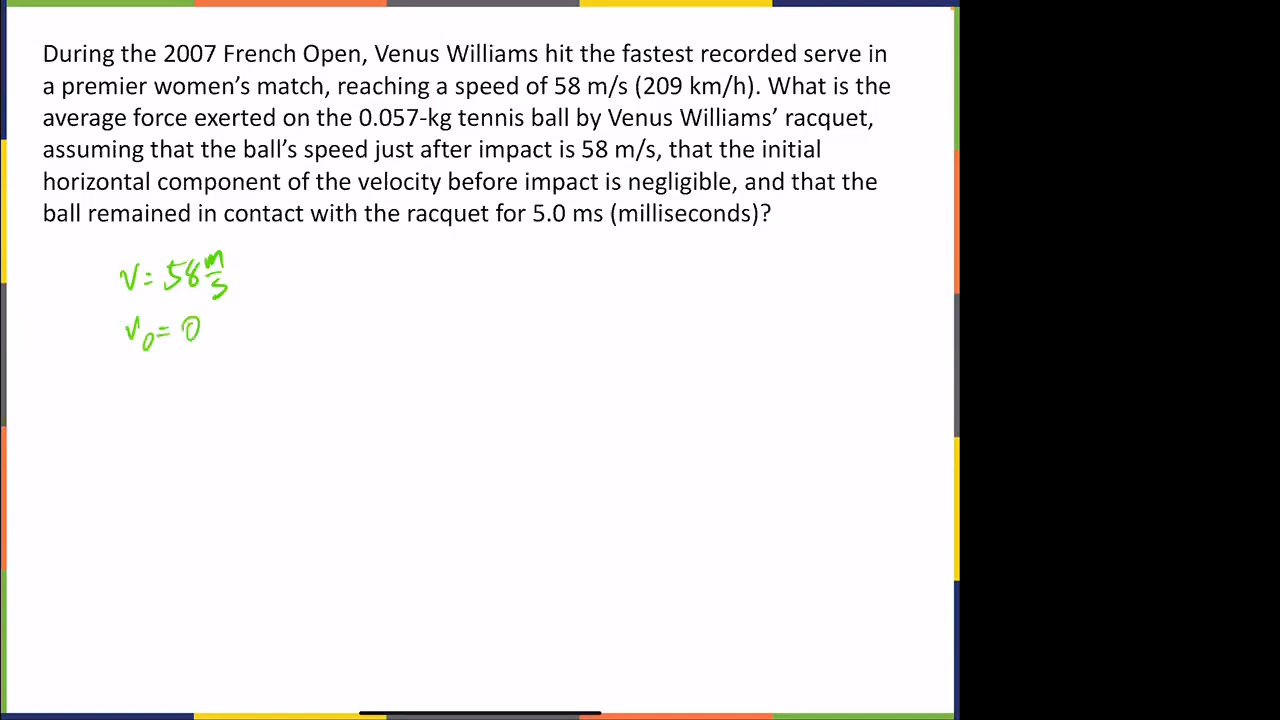 During the 2007 French Open, Venus Williams hit the fastest recorded serve in
a premier women’s match, reaching a speed of 58 m/s (209 km/h). What is the
average force exerted on the 0.057-kg tennis ball by Venus Williams’ racquet,
assuming that the ball’s speed just after impact is 58 m/s, that the initial
horizontal component of the velocity before impact is negligible, and that the
ball remained in contact with the racquet for 5.0 ms (milliseconds)?
v = 58 m/s
v₀ = 0